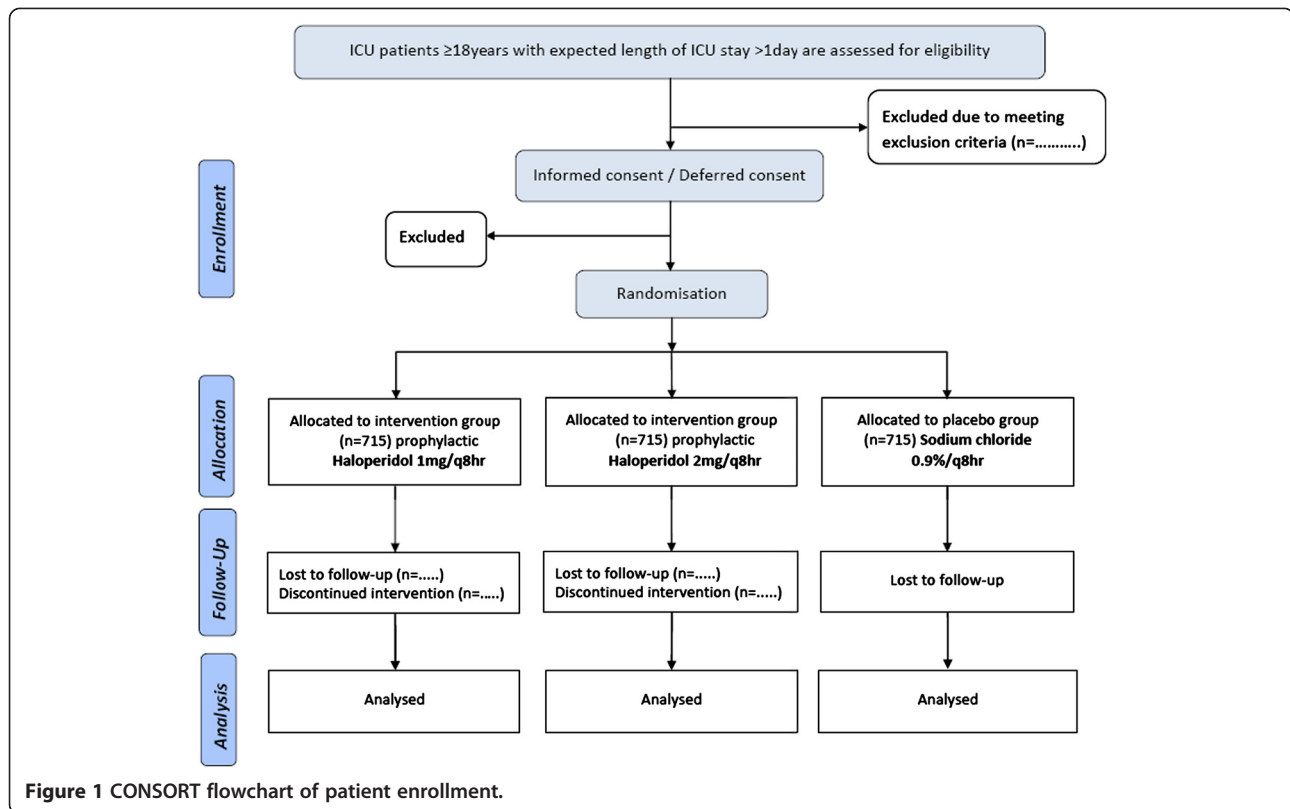 ICU patients ≥18years with expected length of ICU stay >1day are assessed for eligibility
Excluded due to meeting
exclusion criteria (n=………..)
Enrollment
Informed consent / Deferred consent
Excluded
Randomisation
Allocation
Allocated to intervention group
(n=715) prophylactic
Haloperidol 1mg/q8hr
Allocated to intervention group
(n=715) prophylactic
Haloperidol 2mg/q8hr
Allocated to placebo group
(n=715) Sodium chloride
0.9%/q8hr
Follow-Up
Lost to follow-up (n=…..)
Discontinued intervention (n=…..)
Lost to follow-up (n=…..)
Discontinued intervention (n=…..)
Lost to follow-up
Analysis
Analysed
Analysed
Analysed
Figure 1 CONSORT flowchart of patient enrollment.